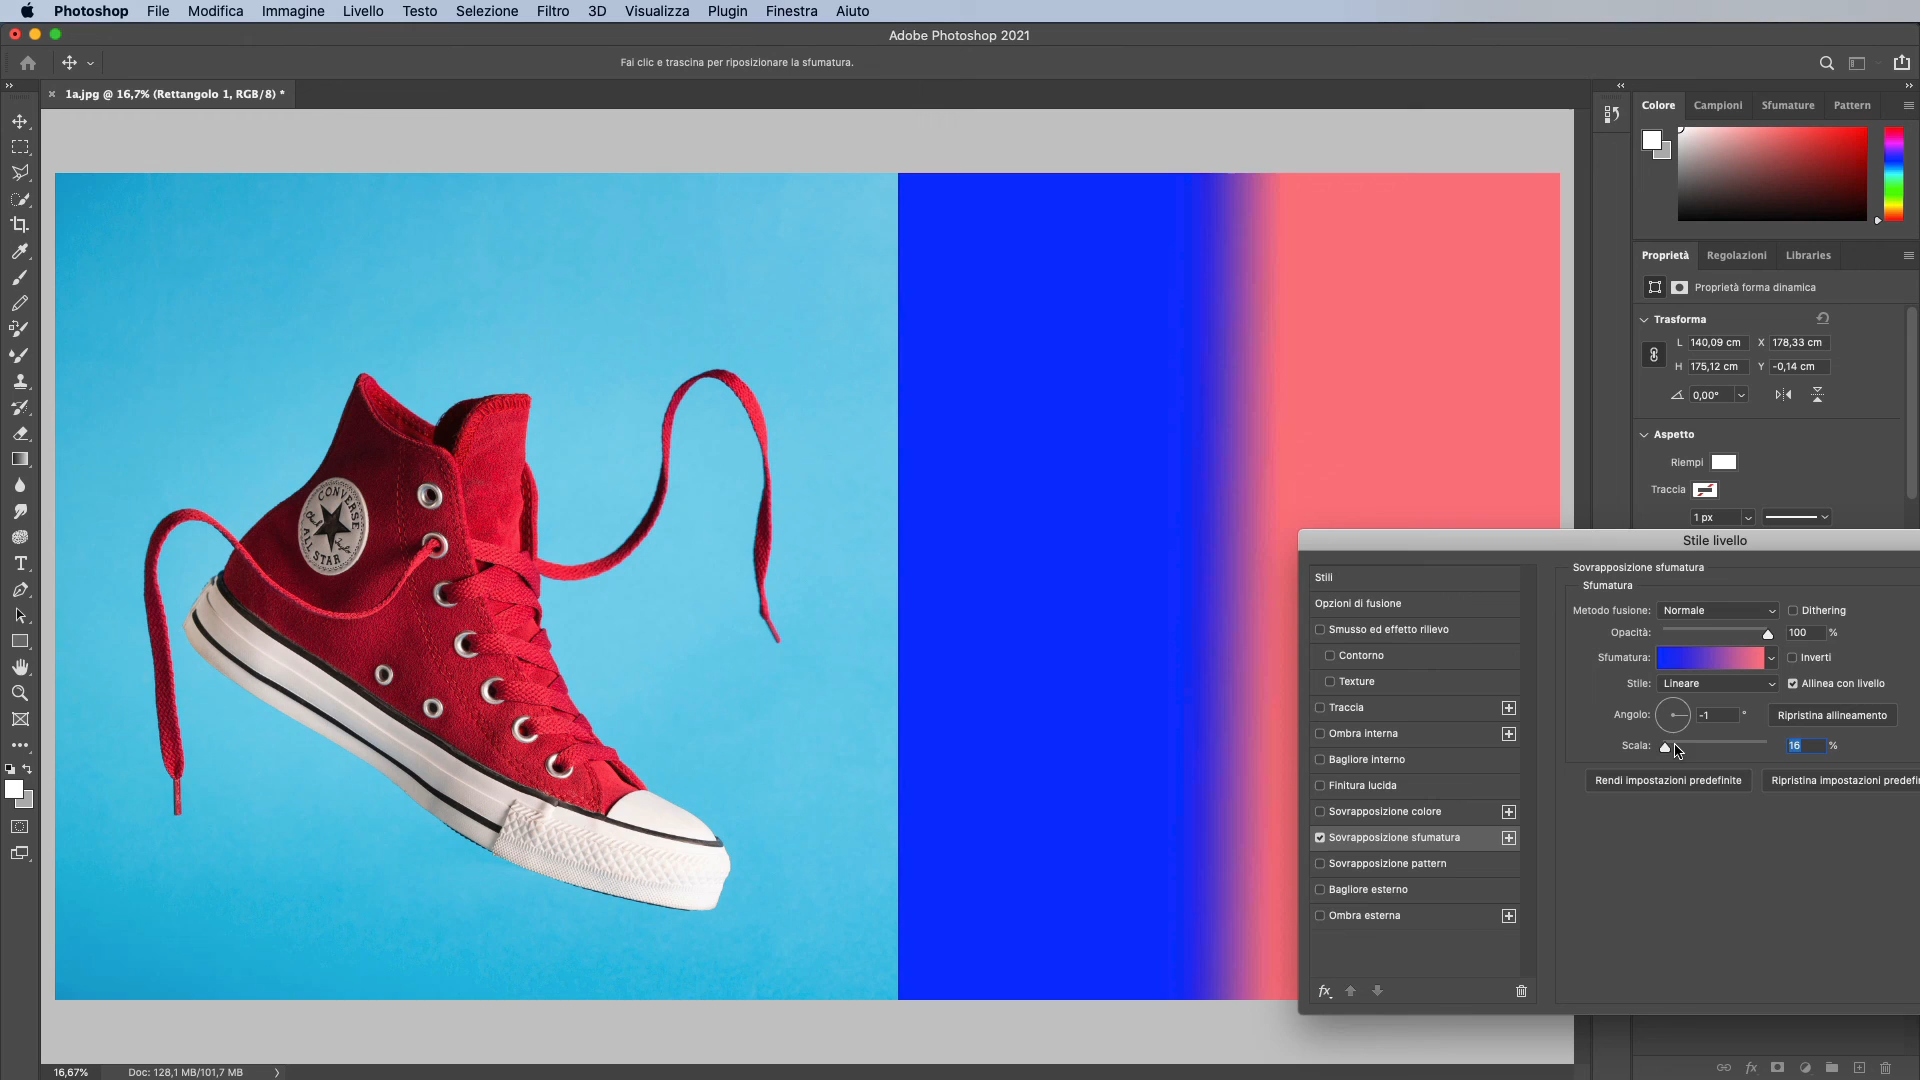 Photoshop File Modifica Immagine Livello Testo Selezione Filtro 3D Visualizza Plugin Finestra Aiuto
Adobe Photoshop 2021
Fai clic e trascina per riposizionare la sfumatura.
1a.jpg @ 16,7% (Rettangolo 1, RGB/8) *
Colore Campioni Sfumature Pattern
Proprietà Regolazioni Libraries
Proprietà forma dinamica
Trasforma
L 140,09 cm X 178,33 cm
H 175,12 cm Y -0,14 cm
0,00°
Aspetto
Riempi
Traccia
1 px
CONVERSE
ALL STAR
Stile livello
Stili
Opzioni di fusione
Smusso ed effetto rilievo
Contorno
Texture
Traccia
Ombra interna
Bagliore interno
Finitura lucida
Sovrapposizione colore
Sovrapposizione sfumatura
Sovrapposizione pattern
Bagliore esterno
Ombra esterna
fx
Sovrapposizione sfumatura
Sfumatura
Metodo fusione: Normale Dithering
Opacità: 100 %
Sfumatura: Inverti
Stile: Lineare Allinea con livello
Angolo: -1 ° Ripristina allineamento
Scala: 16 %
Rendi impostazioni predefinite Ripristina impostazioni predefi
16,67% Doc: 128,1 MB/101,7 MB
fx